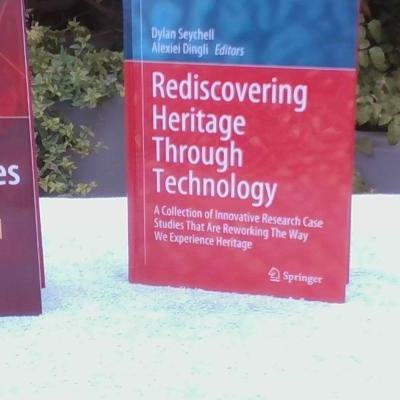 Dylan Seychell
Alexiei Dingli Editors
Rediscovering
Heritage
Through
Technology
A Collection of Innovative Research Case
Studies That Are Reworking The Way
We Experience Heritage
Springer
es